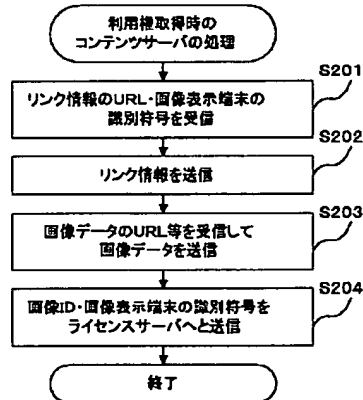 利用権取得時の
コンテンツサーバの処理
S201
リンク情報のURL・画像表示端末の
識別符号を受信
S202
リンク情報を送信
S203
画像データのURL等を受信して
画像データを送信
S204
画像ID・画像表示端末の識別符号を
ライセンスサーバへと送信
終了